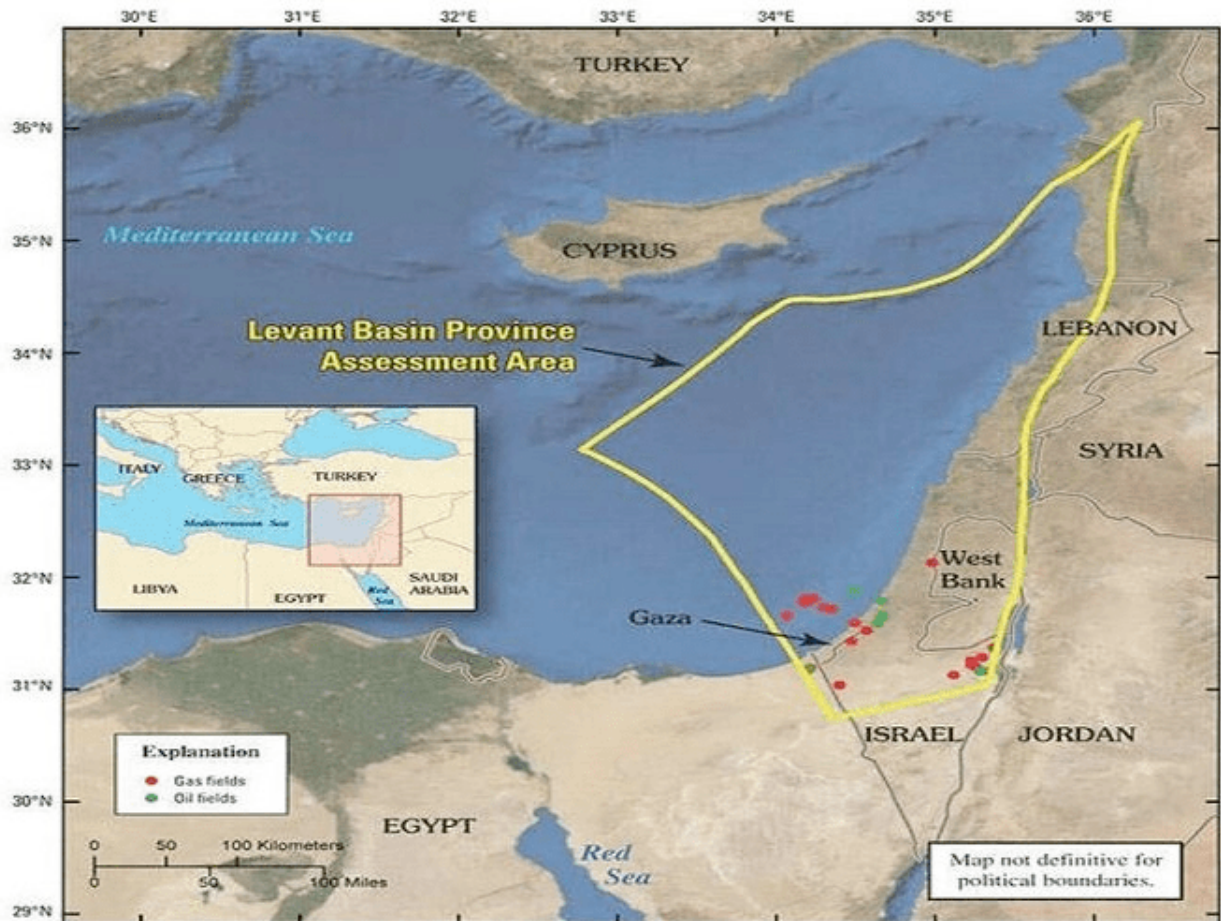 30°E 31°E 32°E 33°E 34°E 35°E 36°E
TURKEY
36°N
35°N
Mediterranean Sea
CYPRUS
Levant Basin Province
Assessment Area
34°N
LEBANON
33°N
SYRIA
ITALY
GREECE
TURKEY
Mediterranean Sea
LIBYA
EGYPT
Red
Sea
SAUDI
ARABIA
32°N
West
Bank
Gaza
31°N
ISRAEL
JORDAN
Explanation
Gas fields
Oil fields
30°N
EGYPT
0 50 100 Kilometers
0 50 100 Miles
Red
Sea
Map not definitive for
political boundaries.
29°N